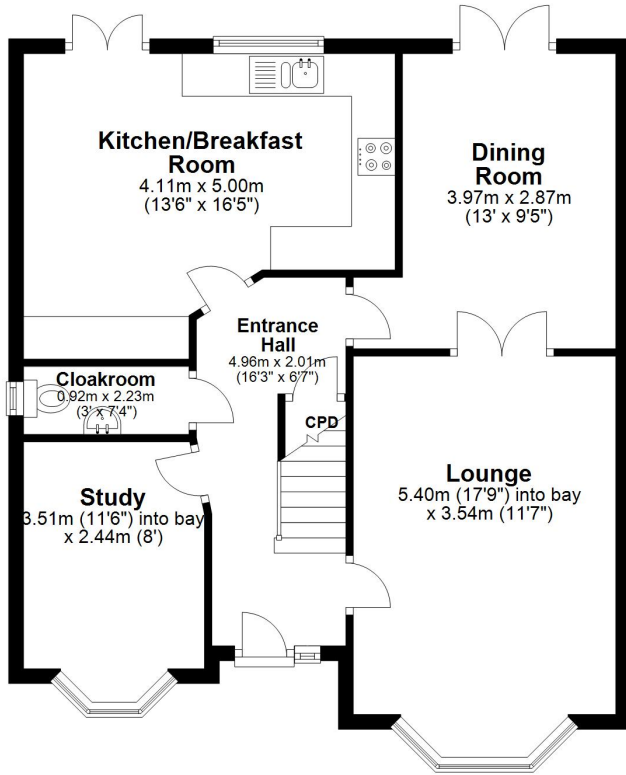 Kitchen/Breakfast
Room
4.11m x 5.00m
(13'6" x 16'5")
Dining
Room
3.97m x 2.87m
(13' x 9'5")
Entrance
Hall
4.96m x 2.01m
(16'3" x 6'7")
Cloakroom
0.92m x 2.23m
(3' x 7'4")
CPD
Study
3.51m (11'6") into bay
x 2.44m (8')
Lounge
5.40m (17'9") into bay
x 3.54m (11'7")